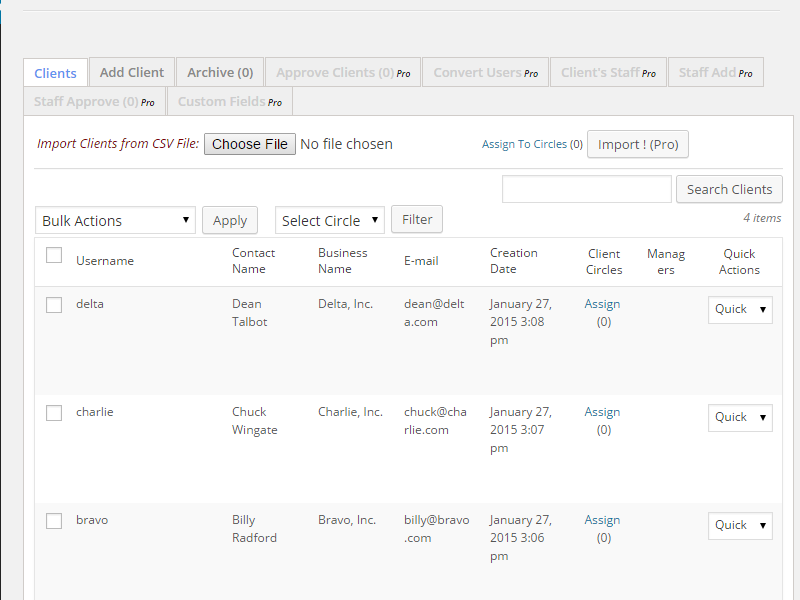 Clients Add Client Archive (0) Approve Clients (0) Pro Convert Users Pro Client's Staff Pro Staff Add Pro
Staff Approve (0) Pro Custom Fields Pro
Import Clients from CSV File: Choose File No file chosen Assign To Circles (0) Import ! (Pro)
Search Clients
Bulk Actions Apply Select Circle Filter 4 items
Username Contact Name Business Name E-mail Creation Date Client Circles Manag ers Quick Actions
delta Dean Delta, Inc. dean@delt January 27, Assign Quick
Talbot a.com 2015 3:08 (0)
pm
charlie Chuck Charlie, Inc. chuck@cha January 27, Assign Quick
Wingate rlie.com 2015 3:07 (0)
pm
bravo Billy Bravo, Inc. billy@bravo January 27, Assign Quick
Radford .com 2015 3:06 (0)
pm